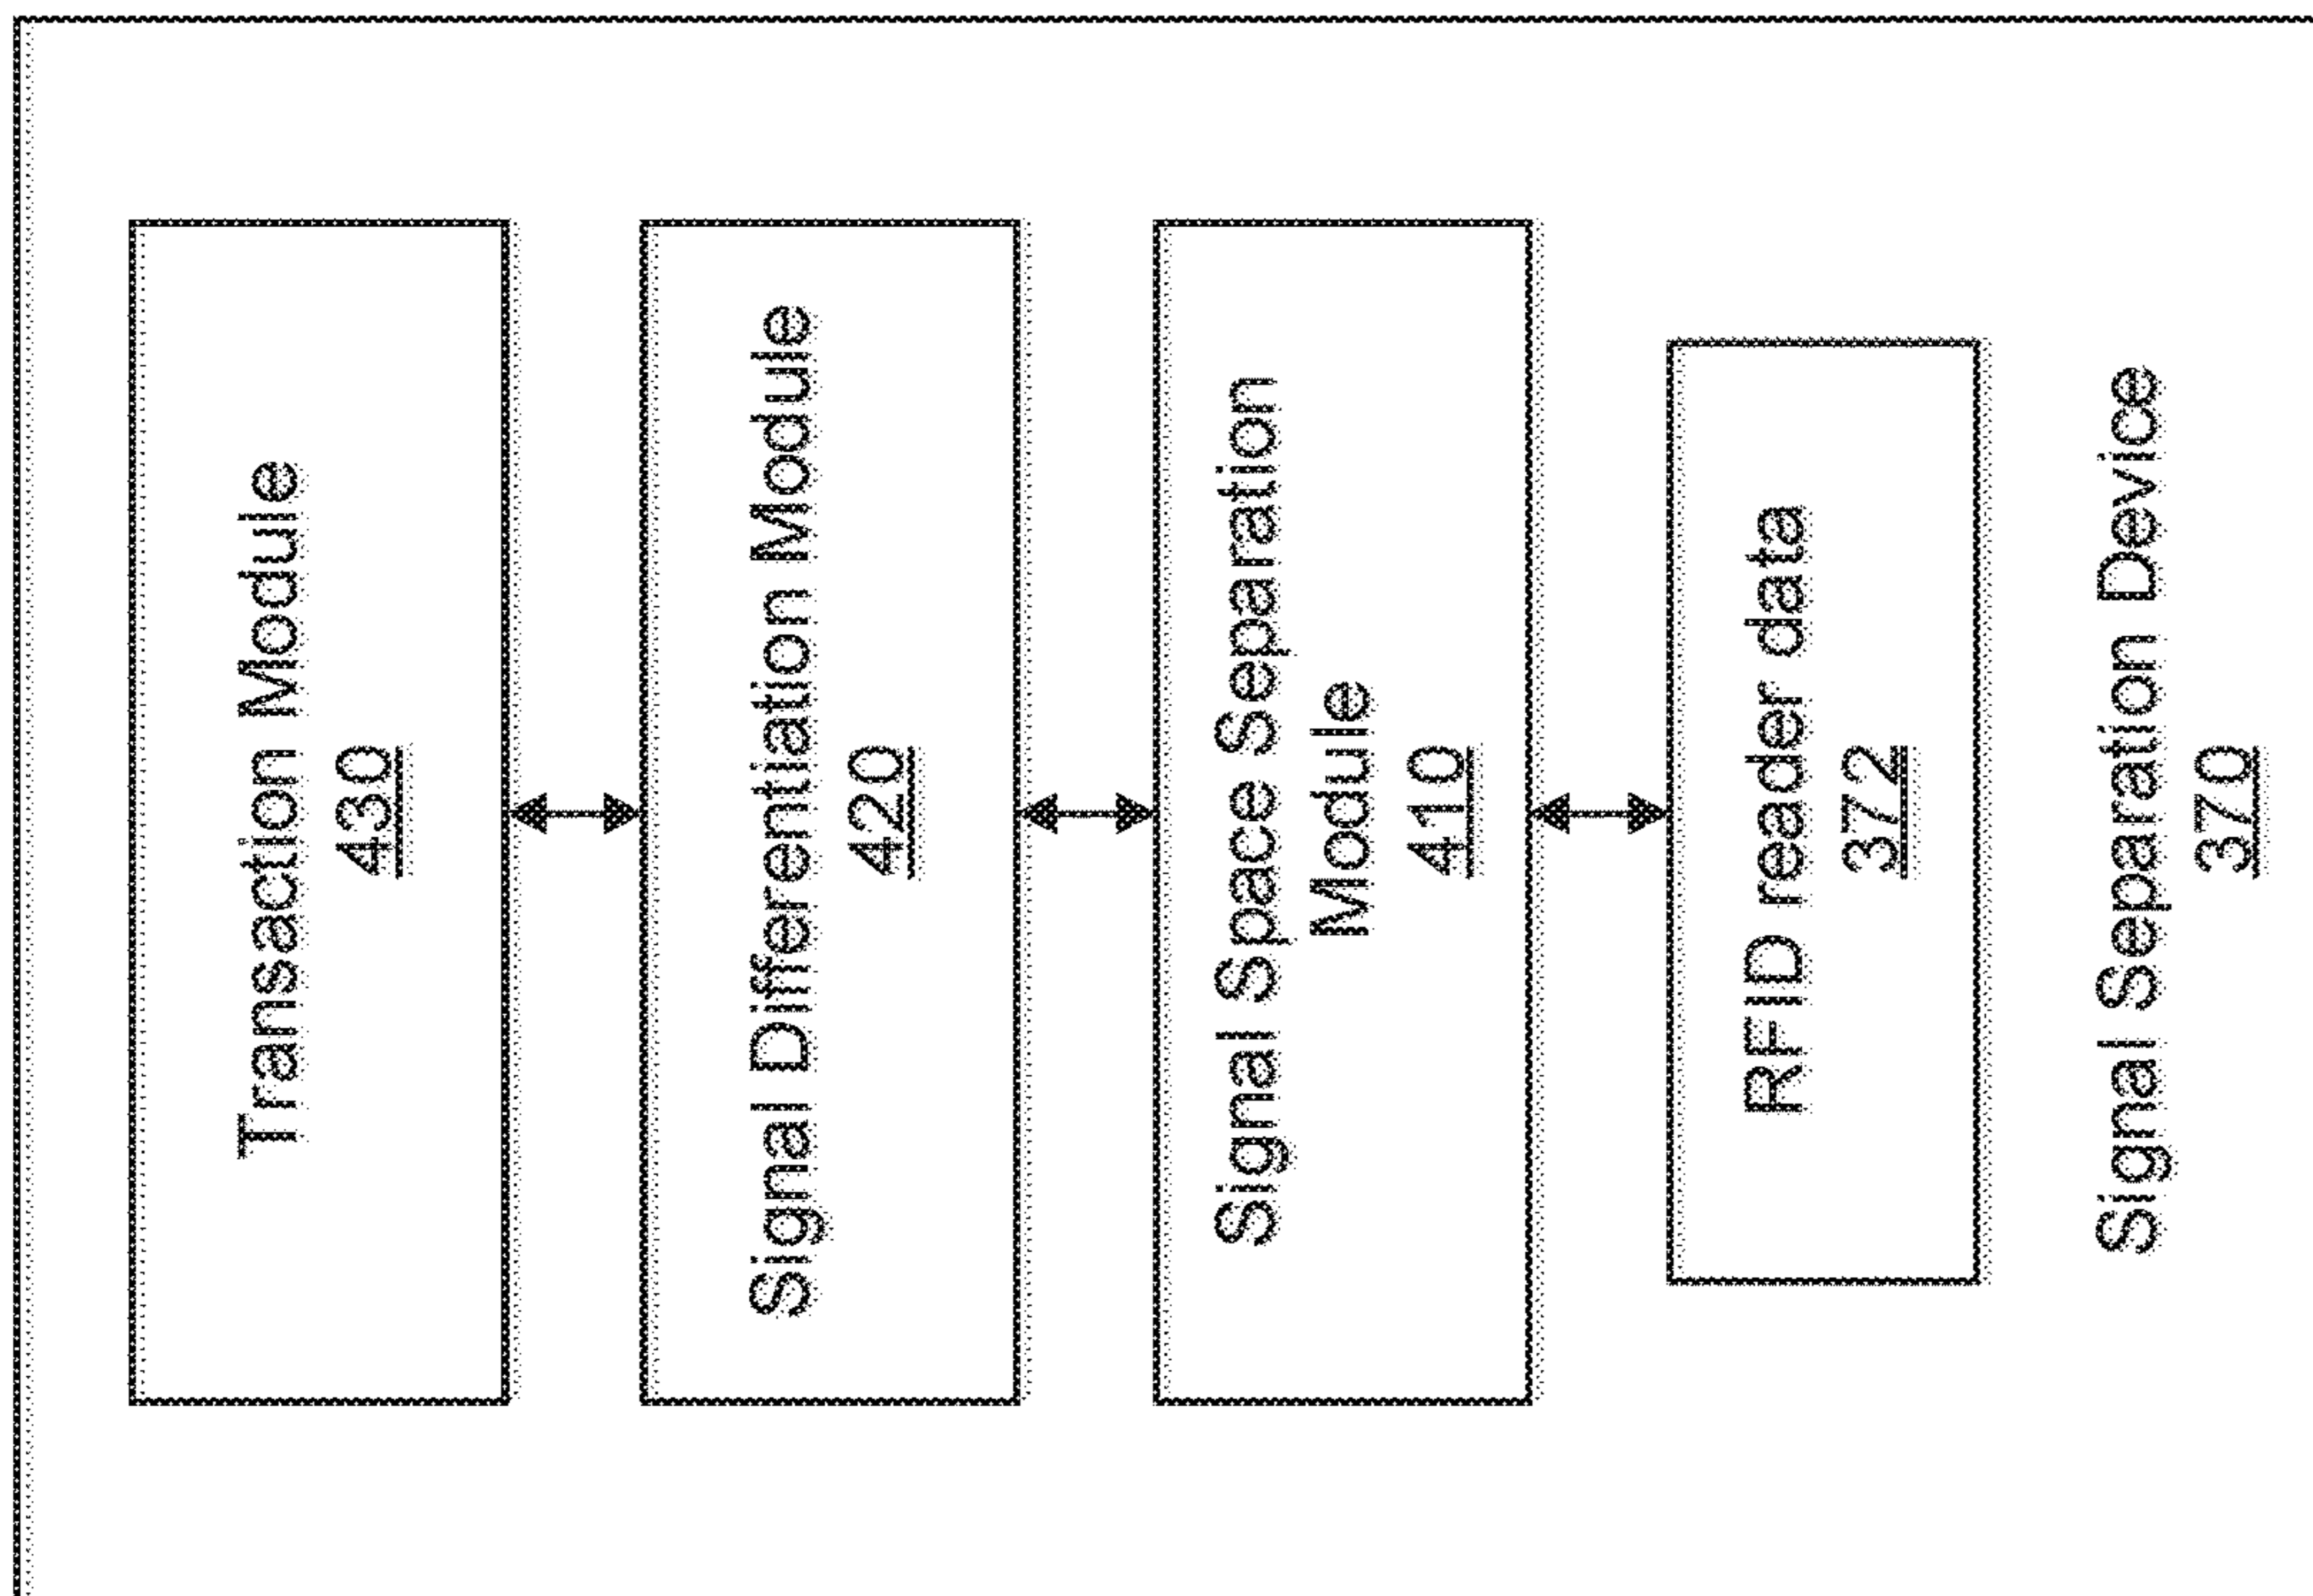 Transaction Module
430
Signal Differentiation Module
420
Signal Space Separation
Module
410
RFID reader data
372
Signal Separation Device
370